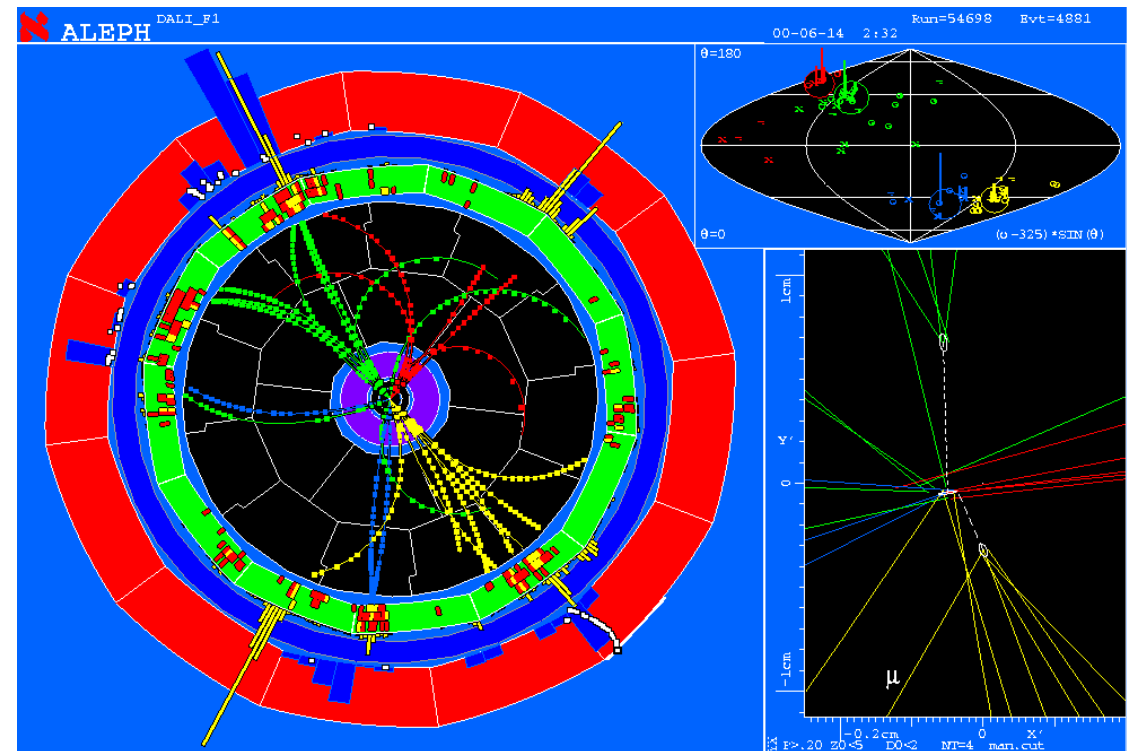 ALEPH DALI_F1
Run=54698 Evt=4881
00-06-14 2:32
θ=180
θ=0
(φ-325)*SIN(θ)
1cm
Y'
0
-1cm
μ
-0.2cm 0 X'
P>.20 Z0<5 D0<2 NT=4 man.cut